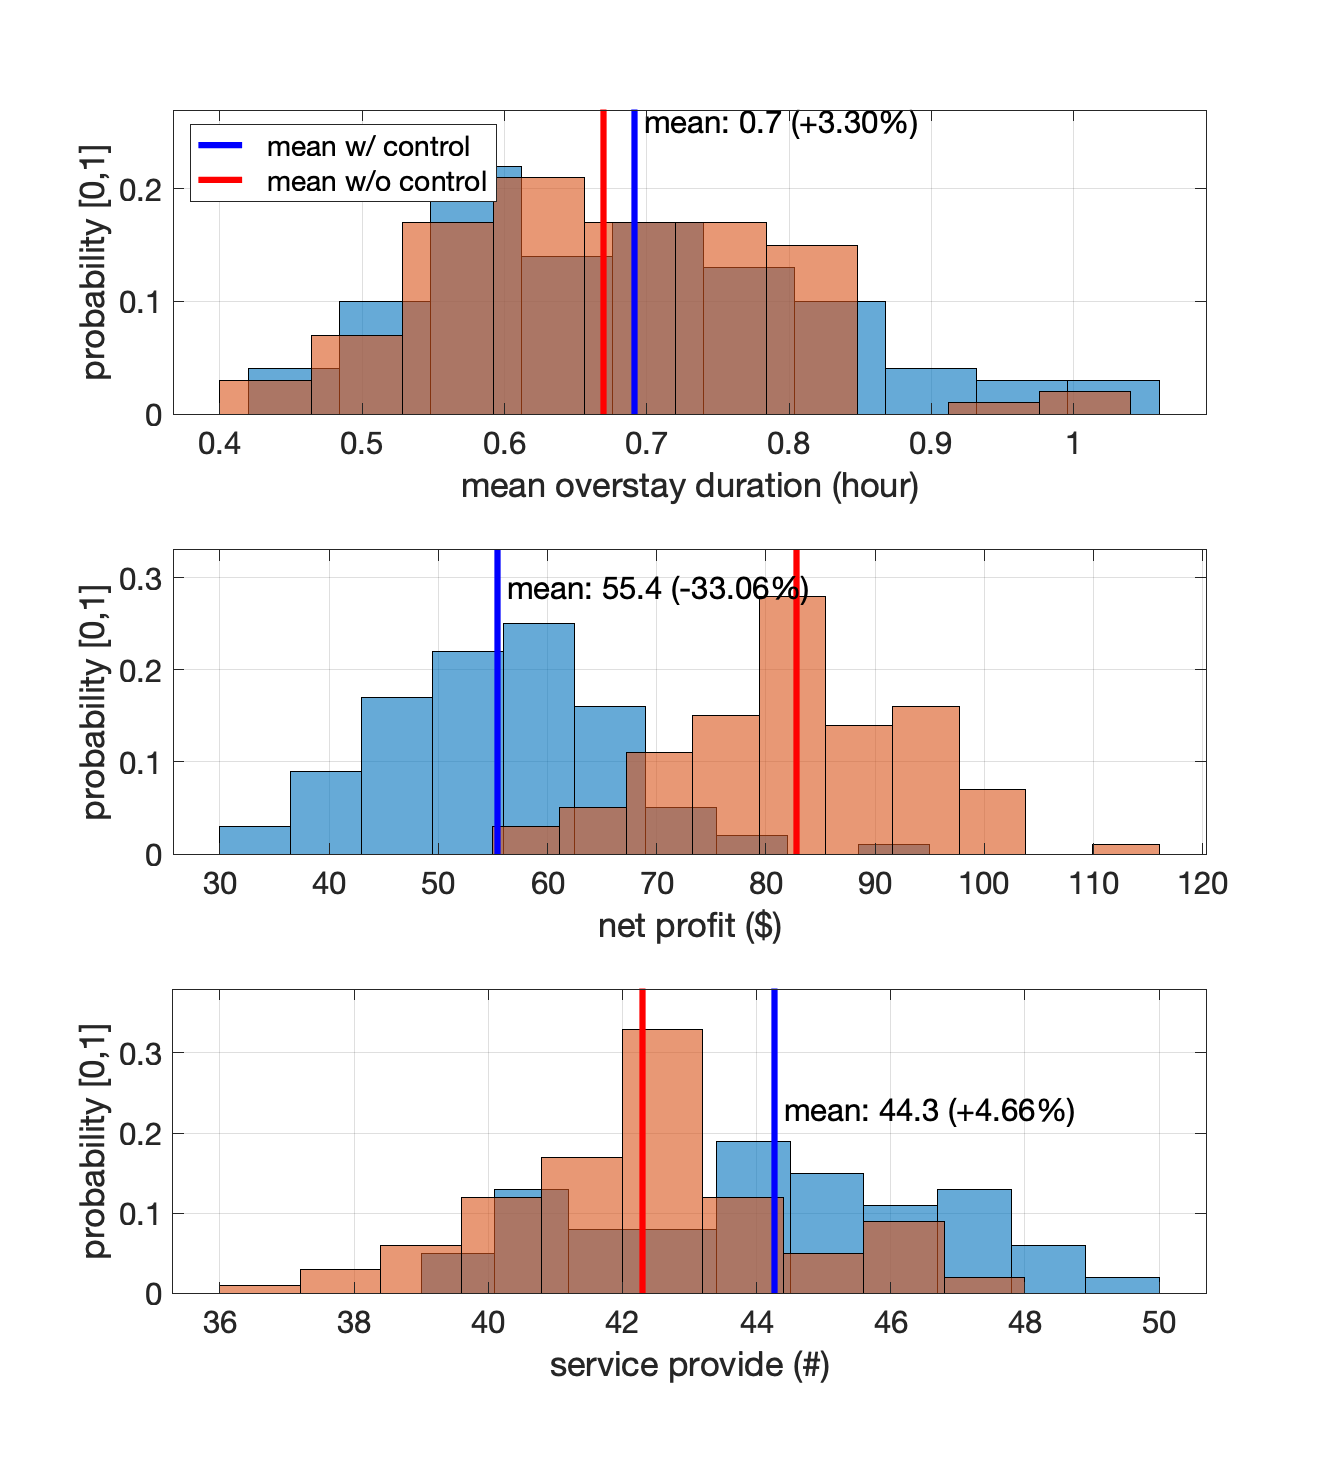 mean: 0.7 (+3.30%)
mean w/ control
mean w/o control
probability [0,1]
0.2
0.1
0
0.4 0.5 0.6 0.7 0.8 0.9 1
mean overstay duration (hour)
mean: 55.4 (-33.06%)
probability [0,1]
0.3
0.2
0.1
0
30 40 50 60 70 80 90 100 110 120
net profit ($)
mean: 44.3 (+4.66%)
probability [0,1]
0.3
0.2
0.1
0
36 38 40 42 44 46 48 50
service provide (#)